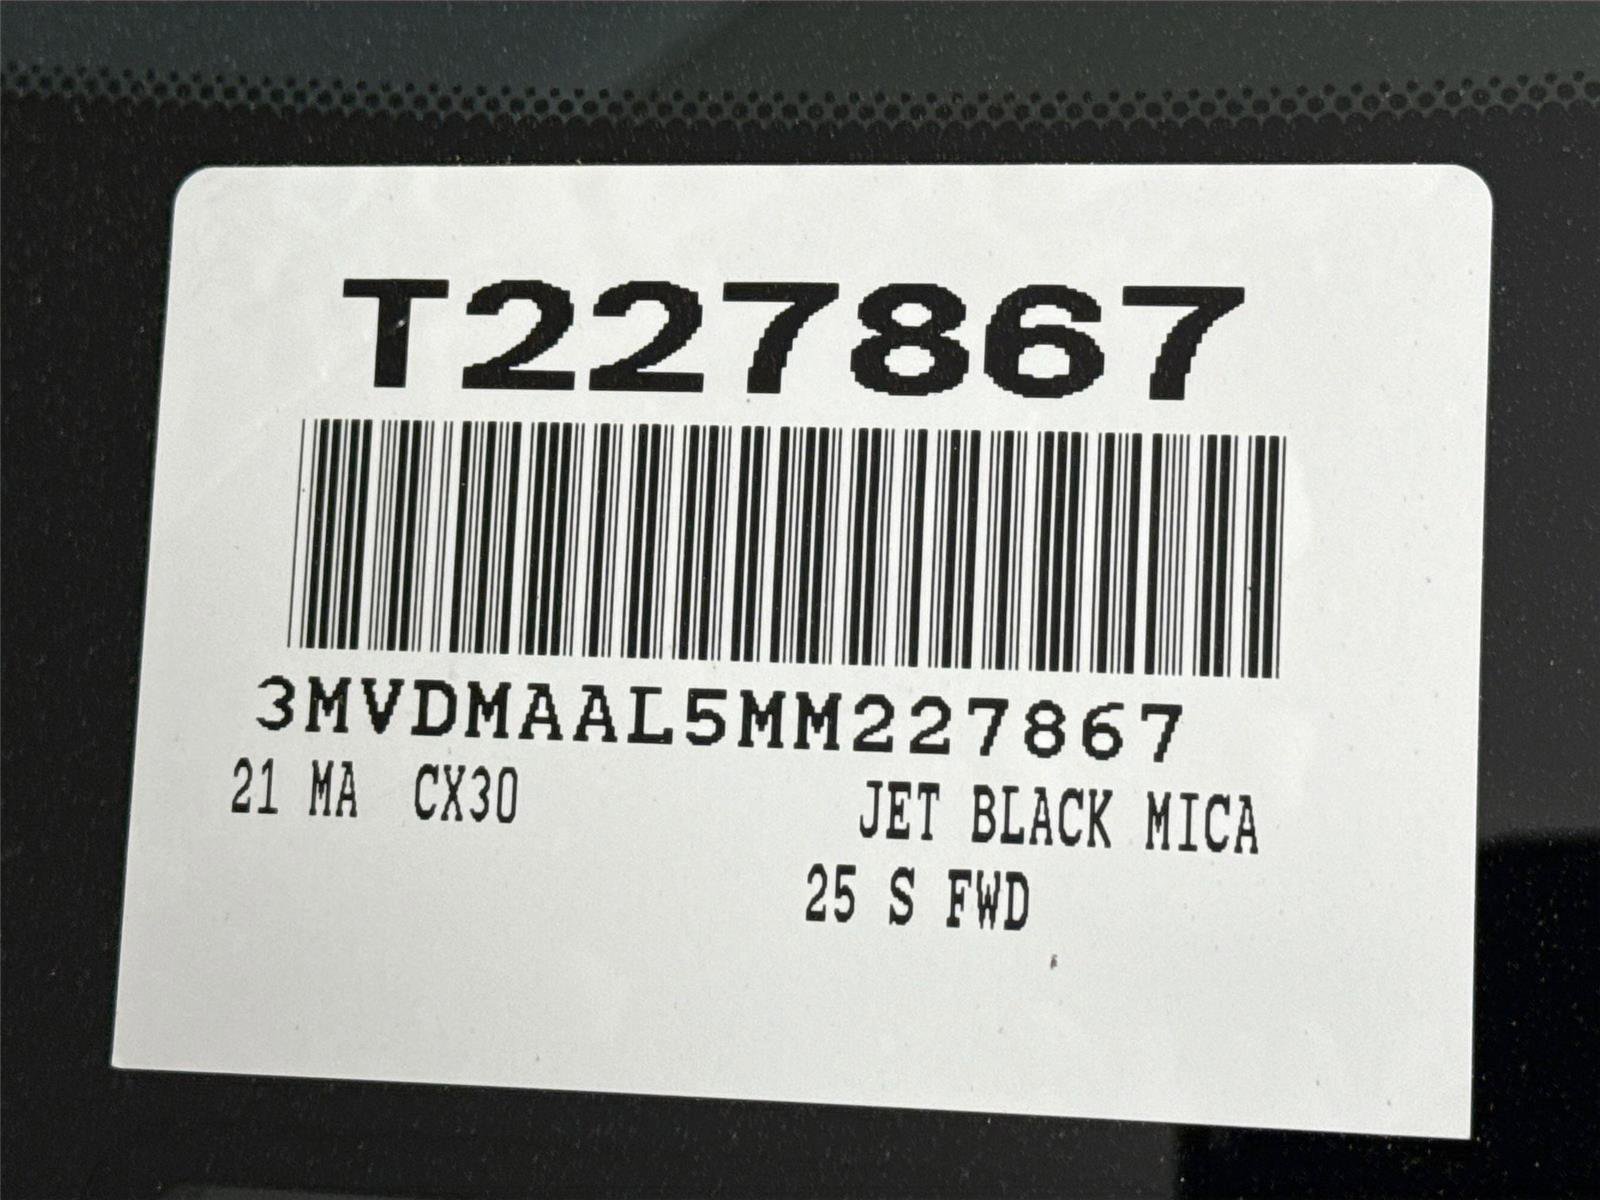 T227867
3MVDMAAL5MM227867
21 MA CX30 JET BLACK MICA
25 S FWD